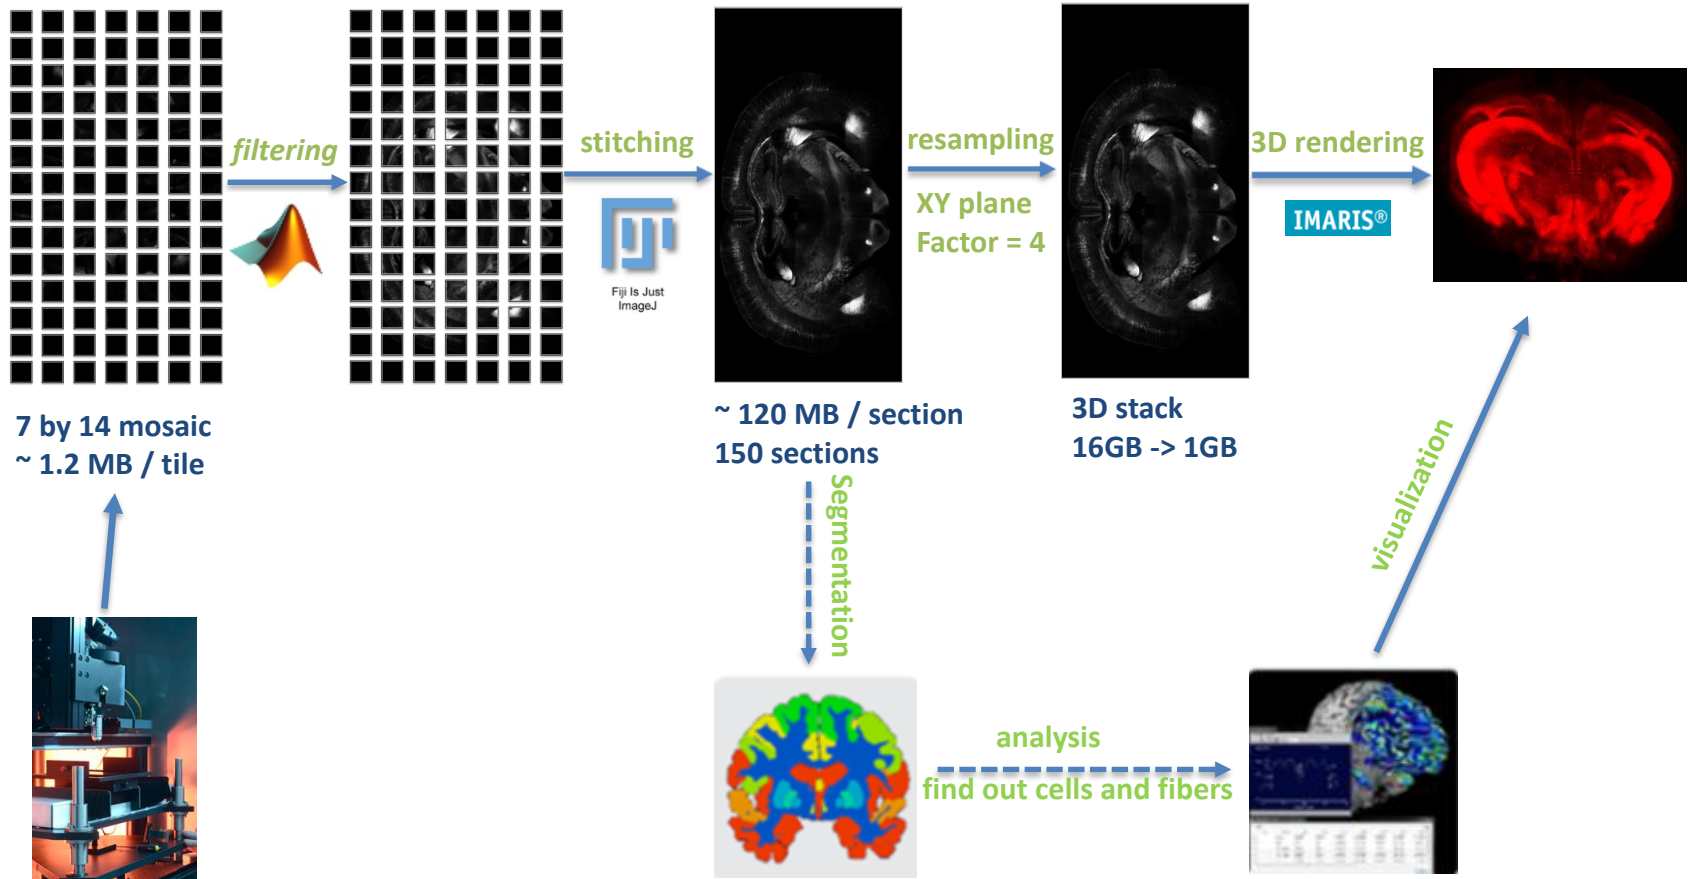 filtering
stitching
resampling
3D rendering
XY plane
Factor = 4
IMARIS®
Fiji Is Just
ImageJ
7 by 14 mosaic
~ 1.2 MB / tile
~ 120 MB / section
150 sections
3D stack
16GB -> 1GB
Segmentation
visualization
analysis
find out cells and fibers